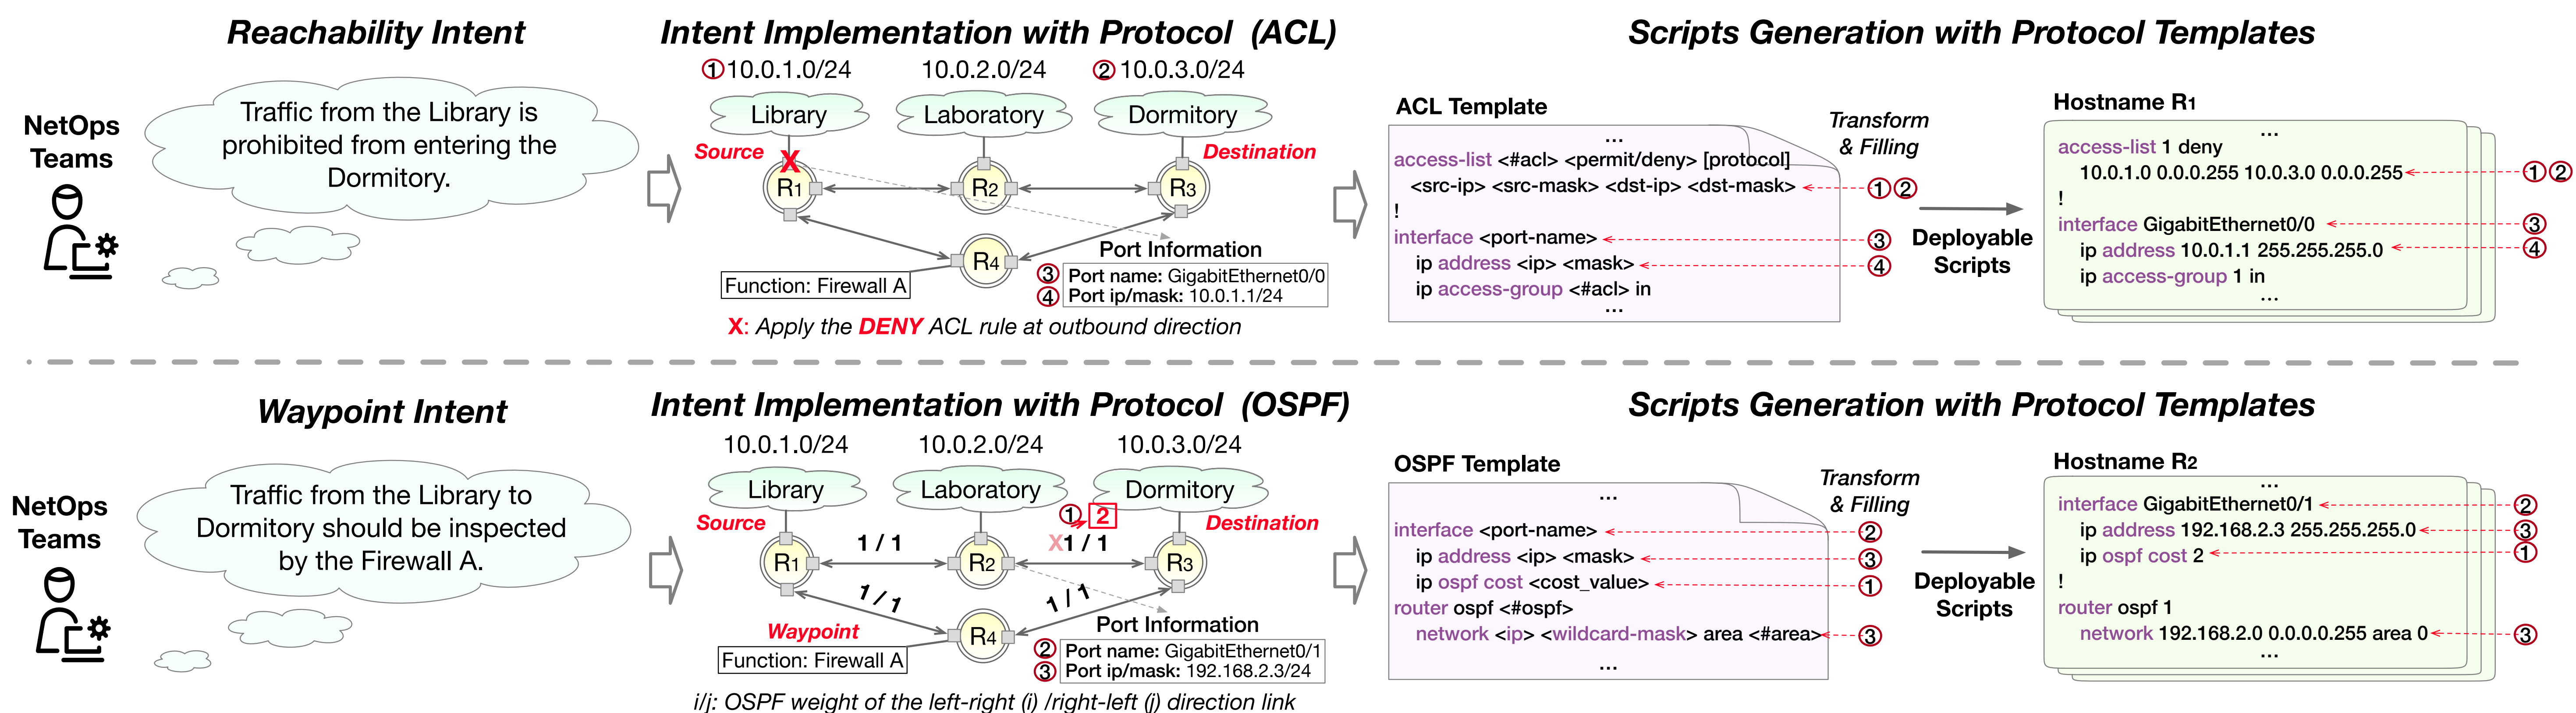 Reachability Intent
NetOps
Teams
Traffic from the Library is
prohibited from entering the
Dormitory.
Intent Implementation with Protocol (ACL)
① 10.0.1.0/24
10.0.2.0/24
② 10.0.3.0/24
Library
Laboratory
Dormitory
Source
X
Destination
R1
R2
R3
R4
Function: Firewall A
Port Information
③ Port name: GigabitEthernet0/0
④ Port ip/mask: 10.0.1.1/24
X: Apply the DENY ACL rule at outbound direction
Scripts Generation with Protocol Templates
ACL Template
...
access-list <#acl> <permit/deny> [protocol]
<src-ip> <src-mask> <dst-ip> <dst-mask> ① ②
!
interface <port-name> ③
ip address <ip> <mask> ④
ip access-group <#acl> in
...
Transform
& Filling
Deployable
Scripts
Hostname R1
...
access-list 1 deny
10.0.1.0 0.0.0.255 10.0.3.0 0.0.0.255 ① ②
!
interface GigabitEthernet0/0 ③
ip address 10.0.1.1 255.255.255.0 ④
ip access-group 1 in
...
Waypoint Intent
NetOps
Teams
Traffic from the Library to
Dormitory should be inspected
by the Firewall A.
Intent Implementation with Protocol (OSPF)
10.0.1.0/24
10.0.2.0/24
10.0.3.0/24
Library
Laboratory
Dormitory
Source
① 2
Destination
1 / 1
X1 / 1
R1
R2
R3
1 / 1
1 / 1
Waypoint
R4
Function: Firewall A
Port Information
② Port name: GigabitEthernet0/1
③ Port ip/mask: 192.168.2.3/24
i/j: OSPF weight of the left-right (i) /right-left (j) direction link
Scripts Generation with Protocol Templates
OSPF Template
...
interface <port-name> ②
ip address <ip> <mask> ③
ip ospf cost <cost_value> ①
router ospf <#ospf>
network <ip> <wildcard-mask> area <#area> ③
...
Transform
& Filling
Deployable
Scripts
Hostname R2
...
interface GigabitEthernet0/1 ②
ip address 192.168.2.3 255.255.255.0 ③
ip ospf cost 2 ①
!
router ospf 1
network 192.168.2.0 0.0.0.0.255 area 0 ③
...